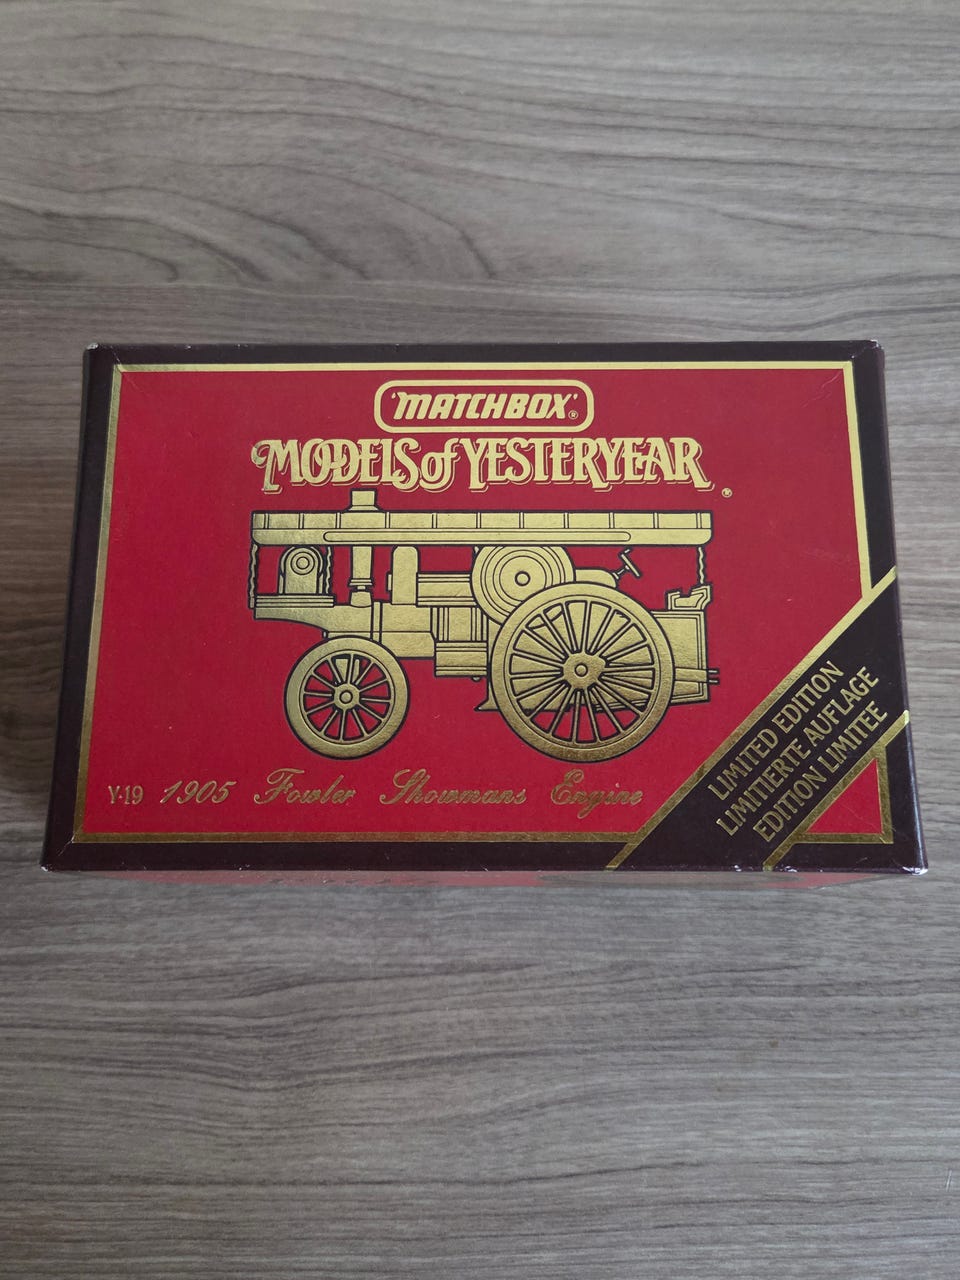 'MATCHBOX'®
MODELS of YESTERYEAR®
Y-19 1905 Fowler Showmans Engine
LIMITED EDITION
LIMITIERTE AUFLAGE
EDITION LIMITEE